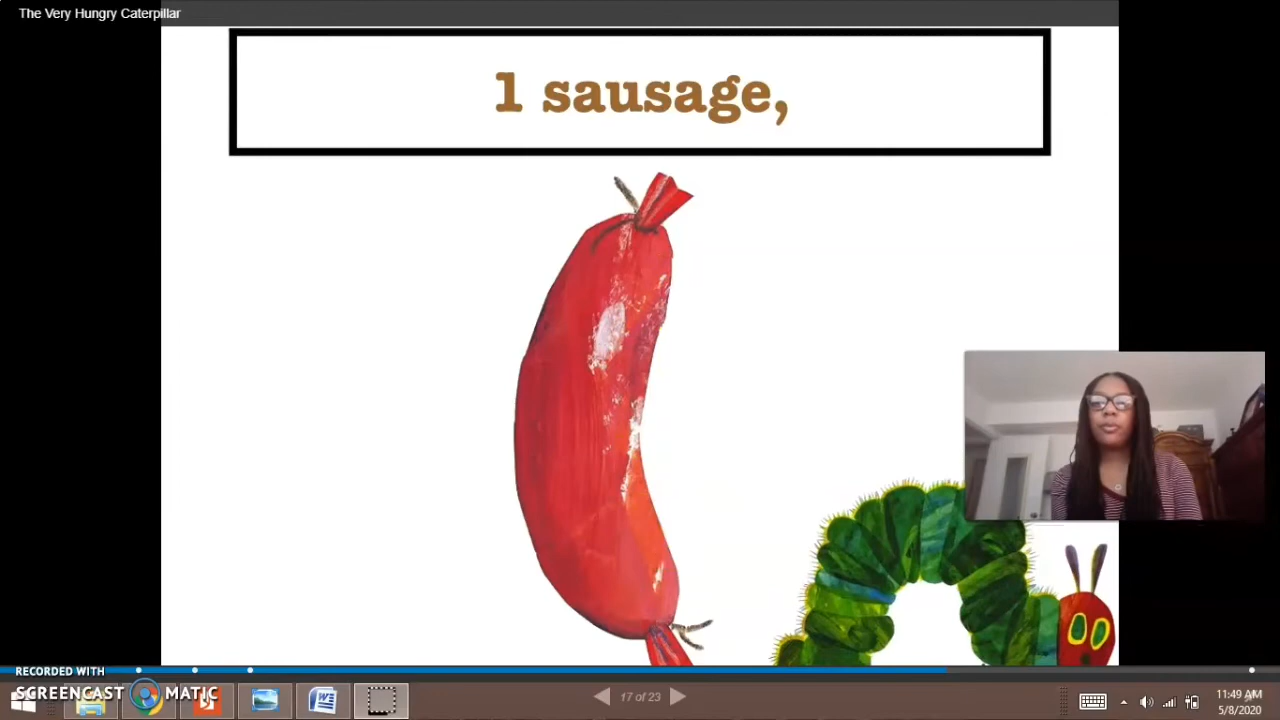 The Very Hungry Caterpillar
1 sausage,
RECORDED WITH
SCREENCAST MATIC
17 of 23
11:49 AM
5/8/2020